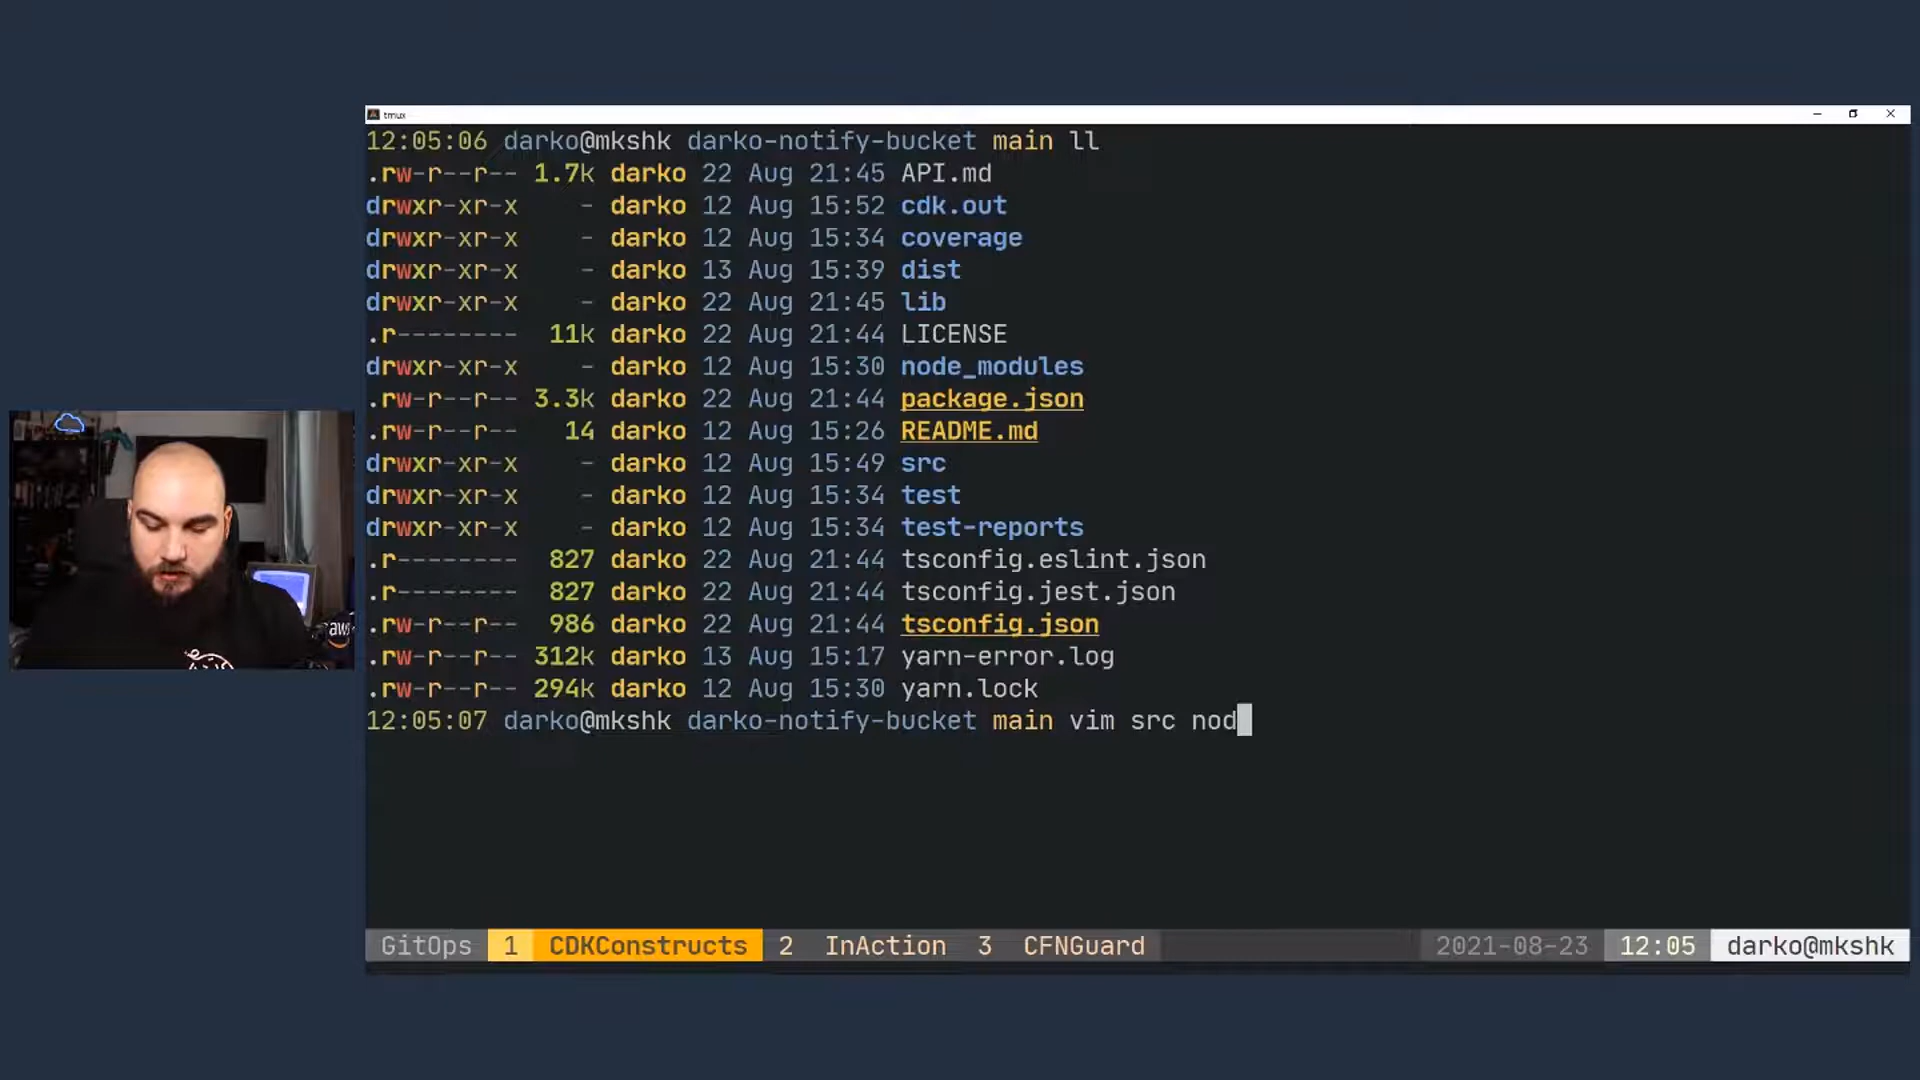 tmux
12:05:06 darko@mkshk darko-notify-bucket main ll
.rw-r--r-- 1.7k darko 22 Aug 21:45 API.md
drwxr-xr-x - darko 12 Aug 15:52 cdk.out
drwxr-xr-x - darko 12 Aug 15:34 coverage
drwxr-xr-x - darko 13 Aug 15:39 dist
drwxr-xr-x - darko 22 Aug 21:45 lib
.r-------- 11k darko 22 Aug 21:44 LICENSE
drwxr-xr-x - darko 12 Aug 15:30 node_modules
.rw-r--r-- 3.3k darko 22 Aug 21:44 package.json
.rw-r--r-- 14 darko 12 Aug 15:26 README.md
drwxr-xr-x - darko 12 Aug 15:49 src
drwxr-xr-x - darko 12 Aug 15:34 test
drwxr-xr-x - darko 12 Aug 15:34 test-reports
.r-------- 827 darko 22 Aug 21:44 tsconfig.eslint.json
.r-------- 827 darko 22 Aug 21:44 tsconfig.jest.json
.rw-r--r-- 986 darko 22 Aug 21:44 tsconfig.json
.rw-r--r-- 312k darko 13 Aug 15:17 yarn-error.log
.rw-r--r-- 294k darko 12 Aug 15:30 yarn.lock
12:05:07 darko@mkshk darko-notify-bucket main vim src nod
GitOps 1 CDKConstructs 2 InAction 3 CFNGuard 2021-08-23 12:05 darko@mkshk
aws